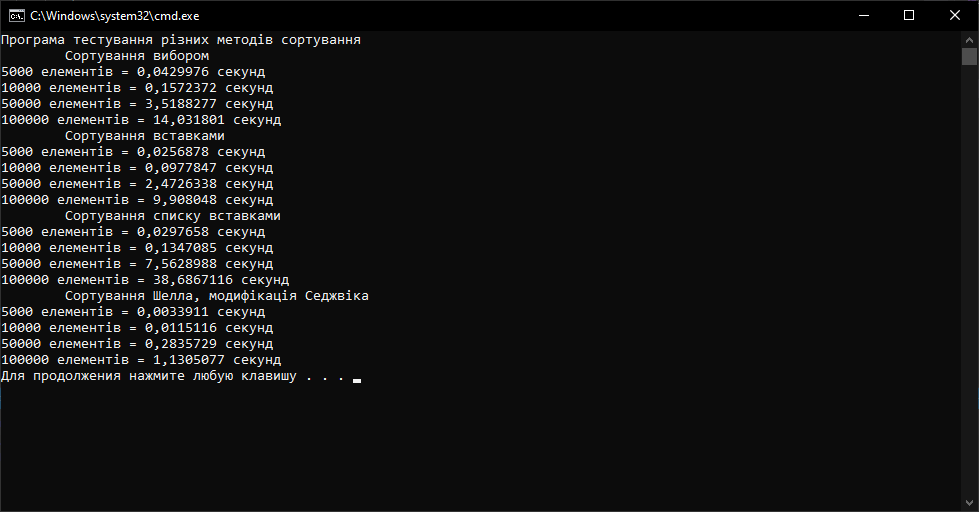 C:\Windows\system32\cmd.exe
Програма тестування різних методів сортування
Сортування вибором
5000 елементів = 0,0429976 секунд
10000 елементів = 0,1572372 секунд
50000 елементів = 3,5188277 секунд
100000 елементів = 14,031801 секунд
Сортування вставками
5000 елементів = 0,0256878 секунд
10000 елементів = 0,0977847 секунд
50000 елементів = 2,4726338 секунд
100000 елементів = 9,908048 секунд
Сортування списку вставками
5000 елементів = 0,0297658 секунд
10000 елементів = 0,1347085 секунд
50000 елементів = 7,5628988 секунд
100000 елементів = 38,6867116 секунд
Сортування Шелла, модифікація Седжвіка
5000 елементів = 0,0033911 секунд
10000 елементів = 0,0115116 секунд
50000 елементів = 0,2835729 секунд
100000 елементів = 1,1305077 секунд
Для продолжения нажмите любую клавишу . . .